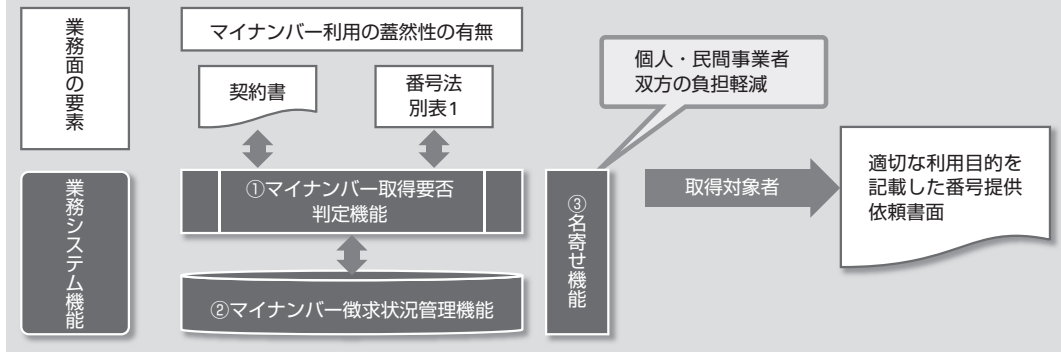 業務面の要素
マイナンバー利用の蓋然性の有無
契約書
番号法
別表1
個人・民間事業者
双方の負担軽減
業務システム機能
①マイナンバー取得要否
判定機能
②マイナンバー徴求状況管理機能
③名寄せ機能
取得対象者
適切な利用目的を
記載した番号提供
依頼書面